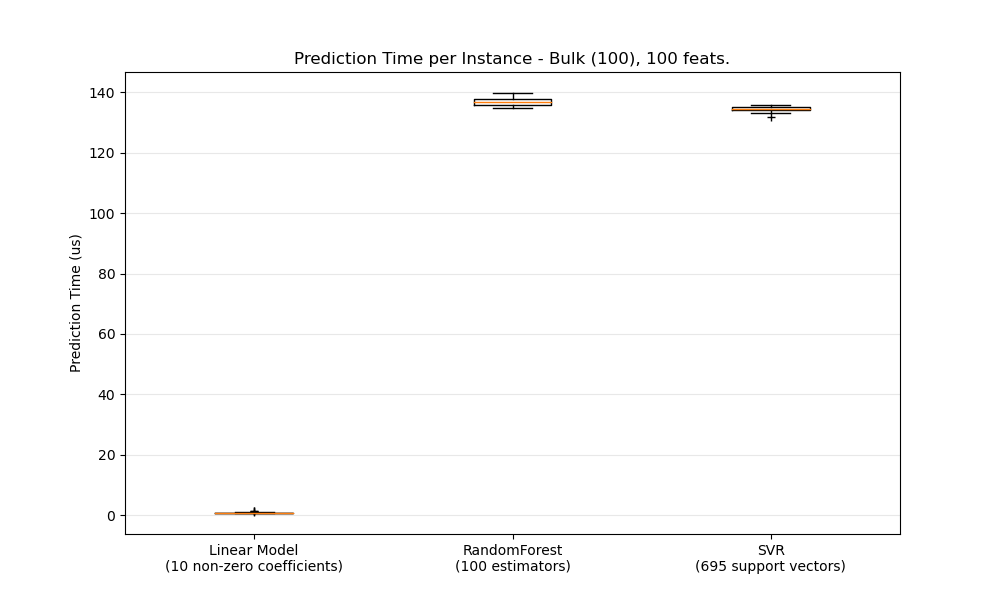 Prediction Time per Instance - Bulk (100), 100 feats.
140
120
100
80
60
40
20
0
Prediction Time (us)
Linear Model
(10 non-zero coefficients)
RandomForest
(100 estimators)
SVR
(695 support vectors)